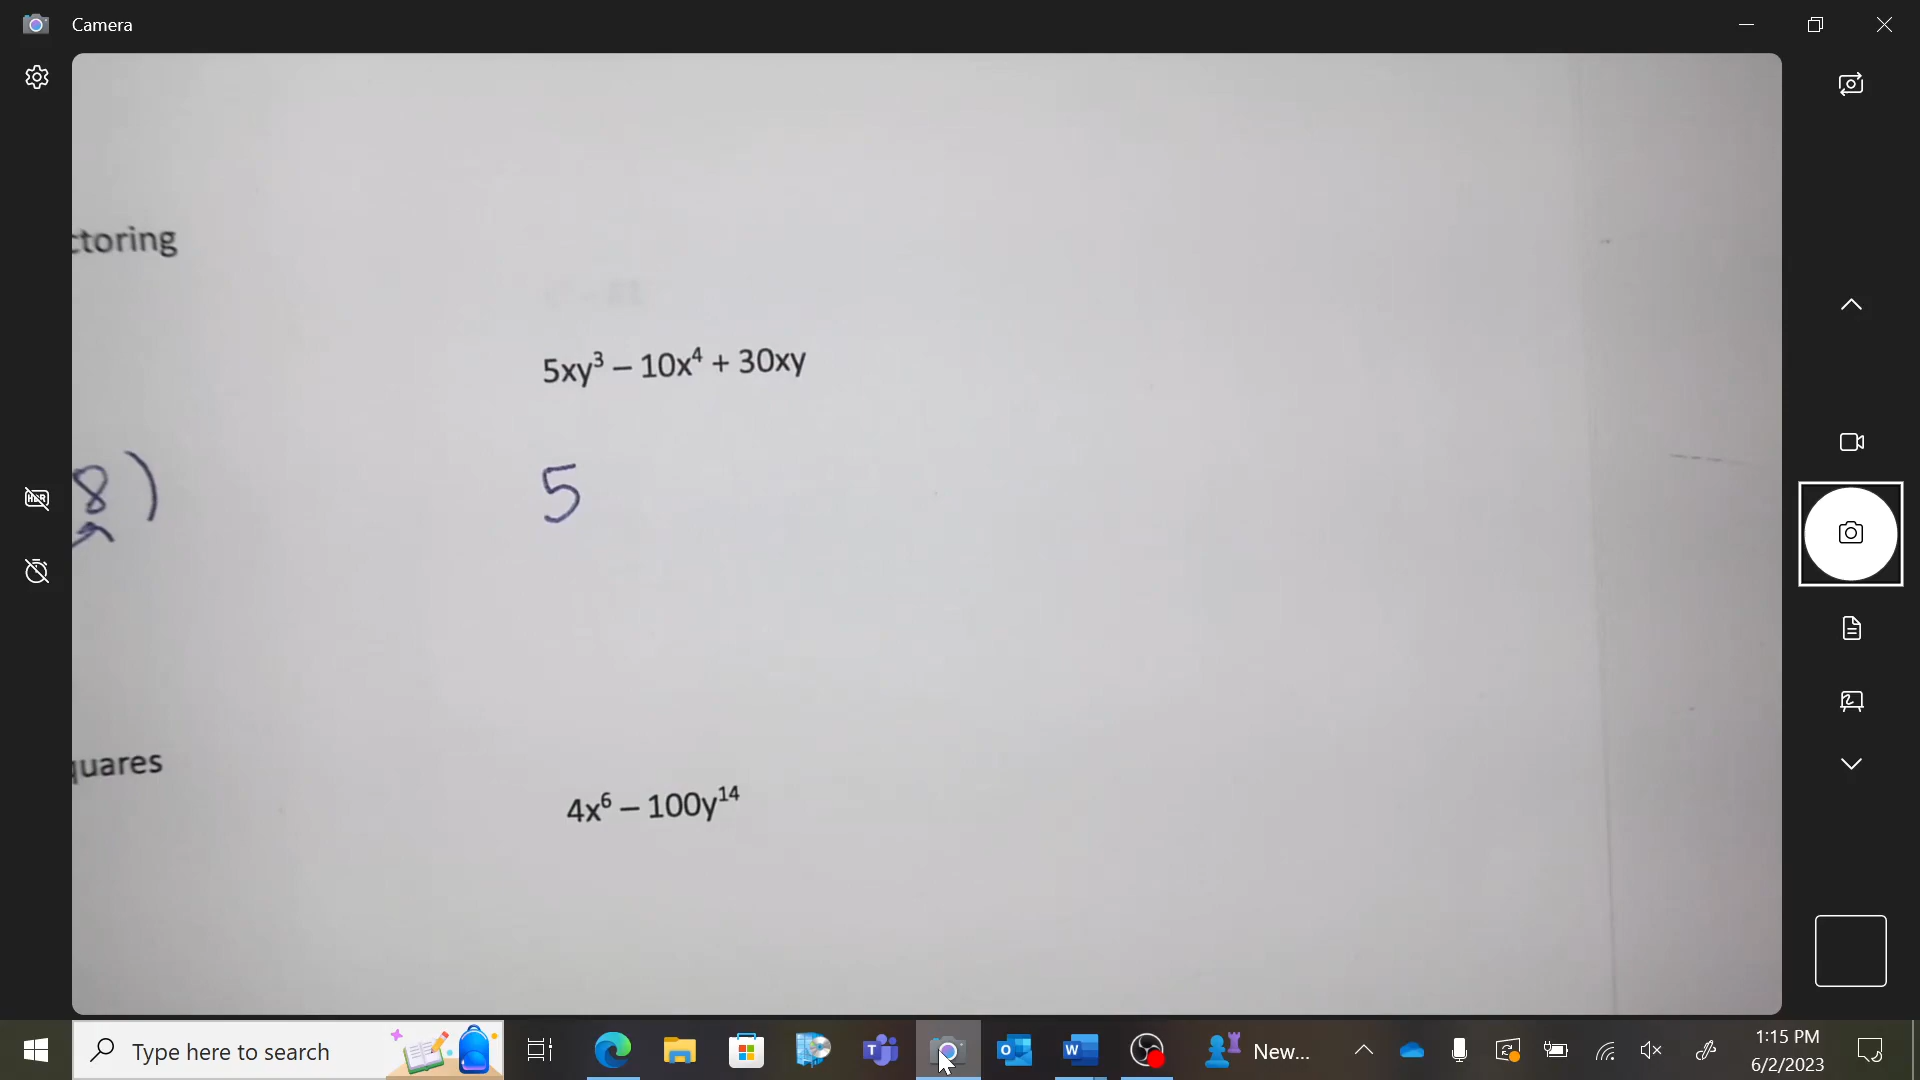 Camera
ctoring
5xy³ – 10x⁴ + 30xy
8)
5
quares
4x⁶ – 100y¹⁴
Type here to search
New...
1:15 PM
6/2/2023